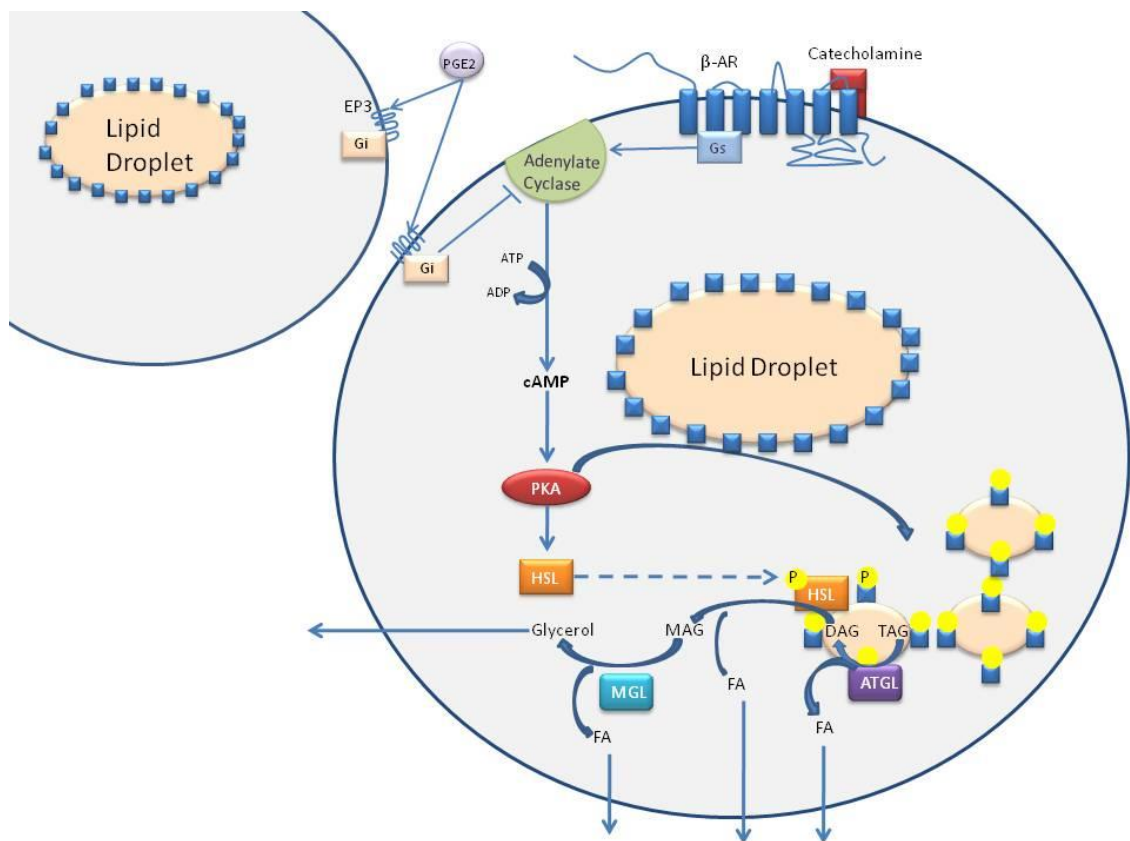 PGE2
β-AR
Catecholamine
EP3
Lipid
Droplet
Gi
Gs
Adenylate
Cyclase
Gi
ATP
ADP
Lipid Droplet
cAMP
PKA
HSL
P
P
HSL
Glycerol
MAG
DAG
TAG
MGL
FA
ATGL
FA
FA